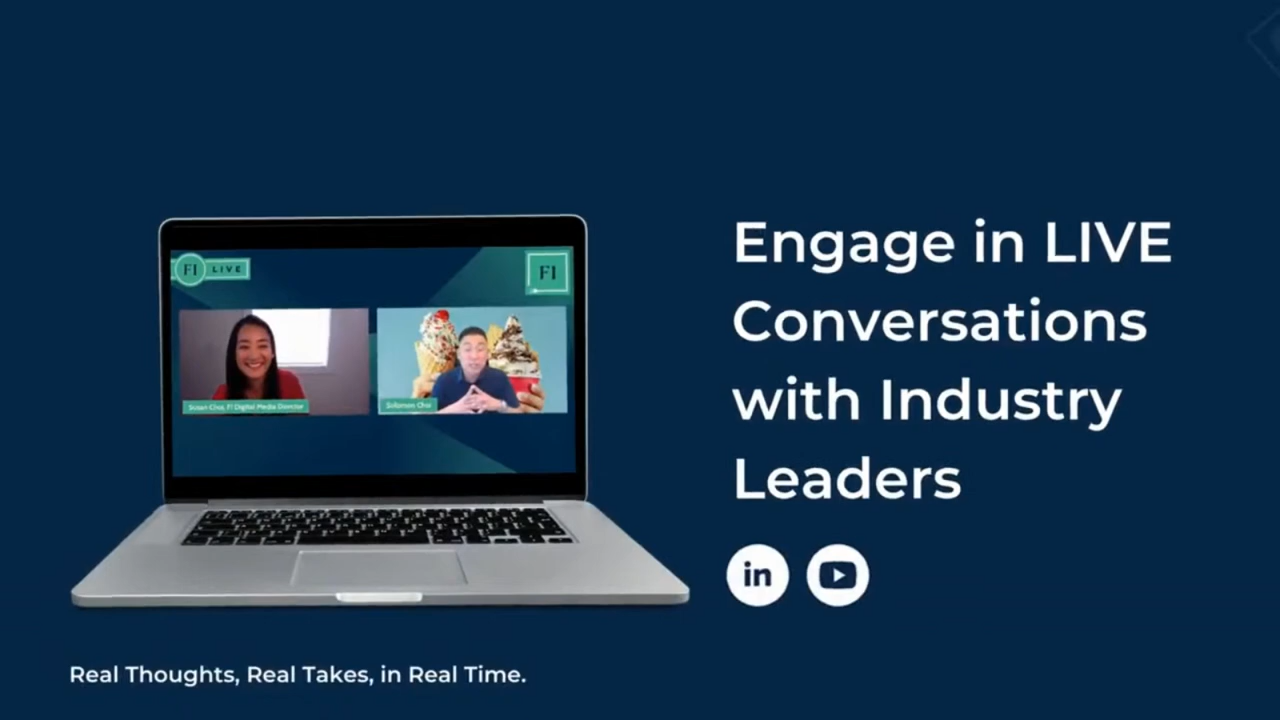 FI LIVE
FI
Susan Choi, FI Digital Media Director
Solomon Choi
Engage in LIVE
Conversations
with Industry
Leaders
in
Real Thoughts, Real Takes, in Real Time.